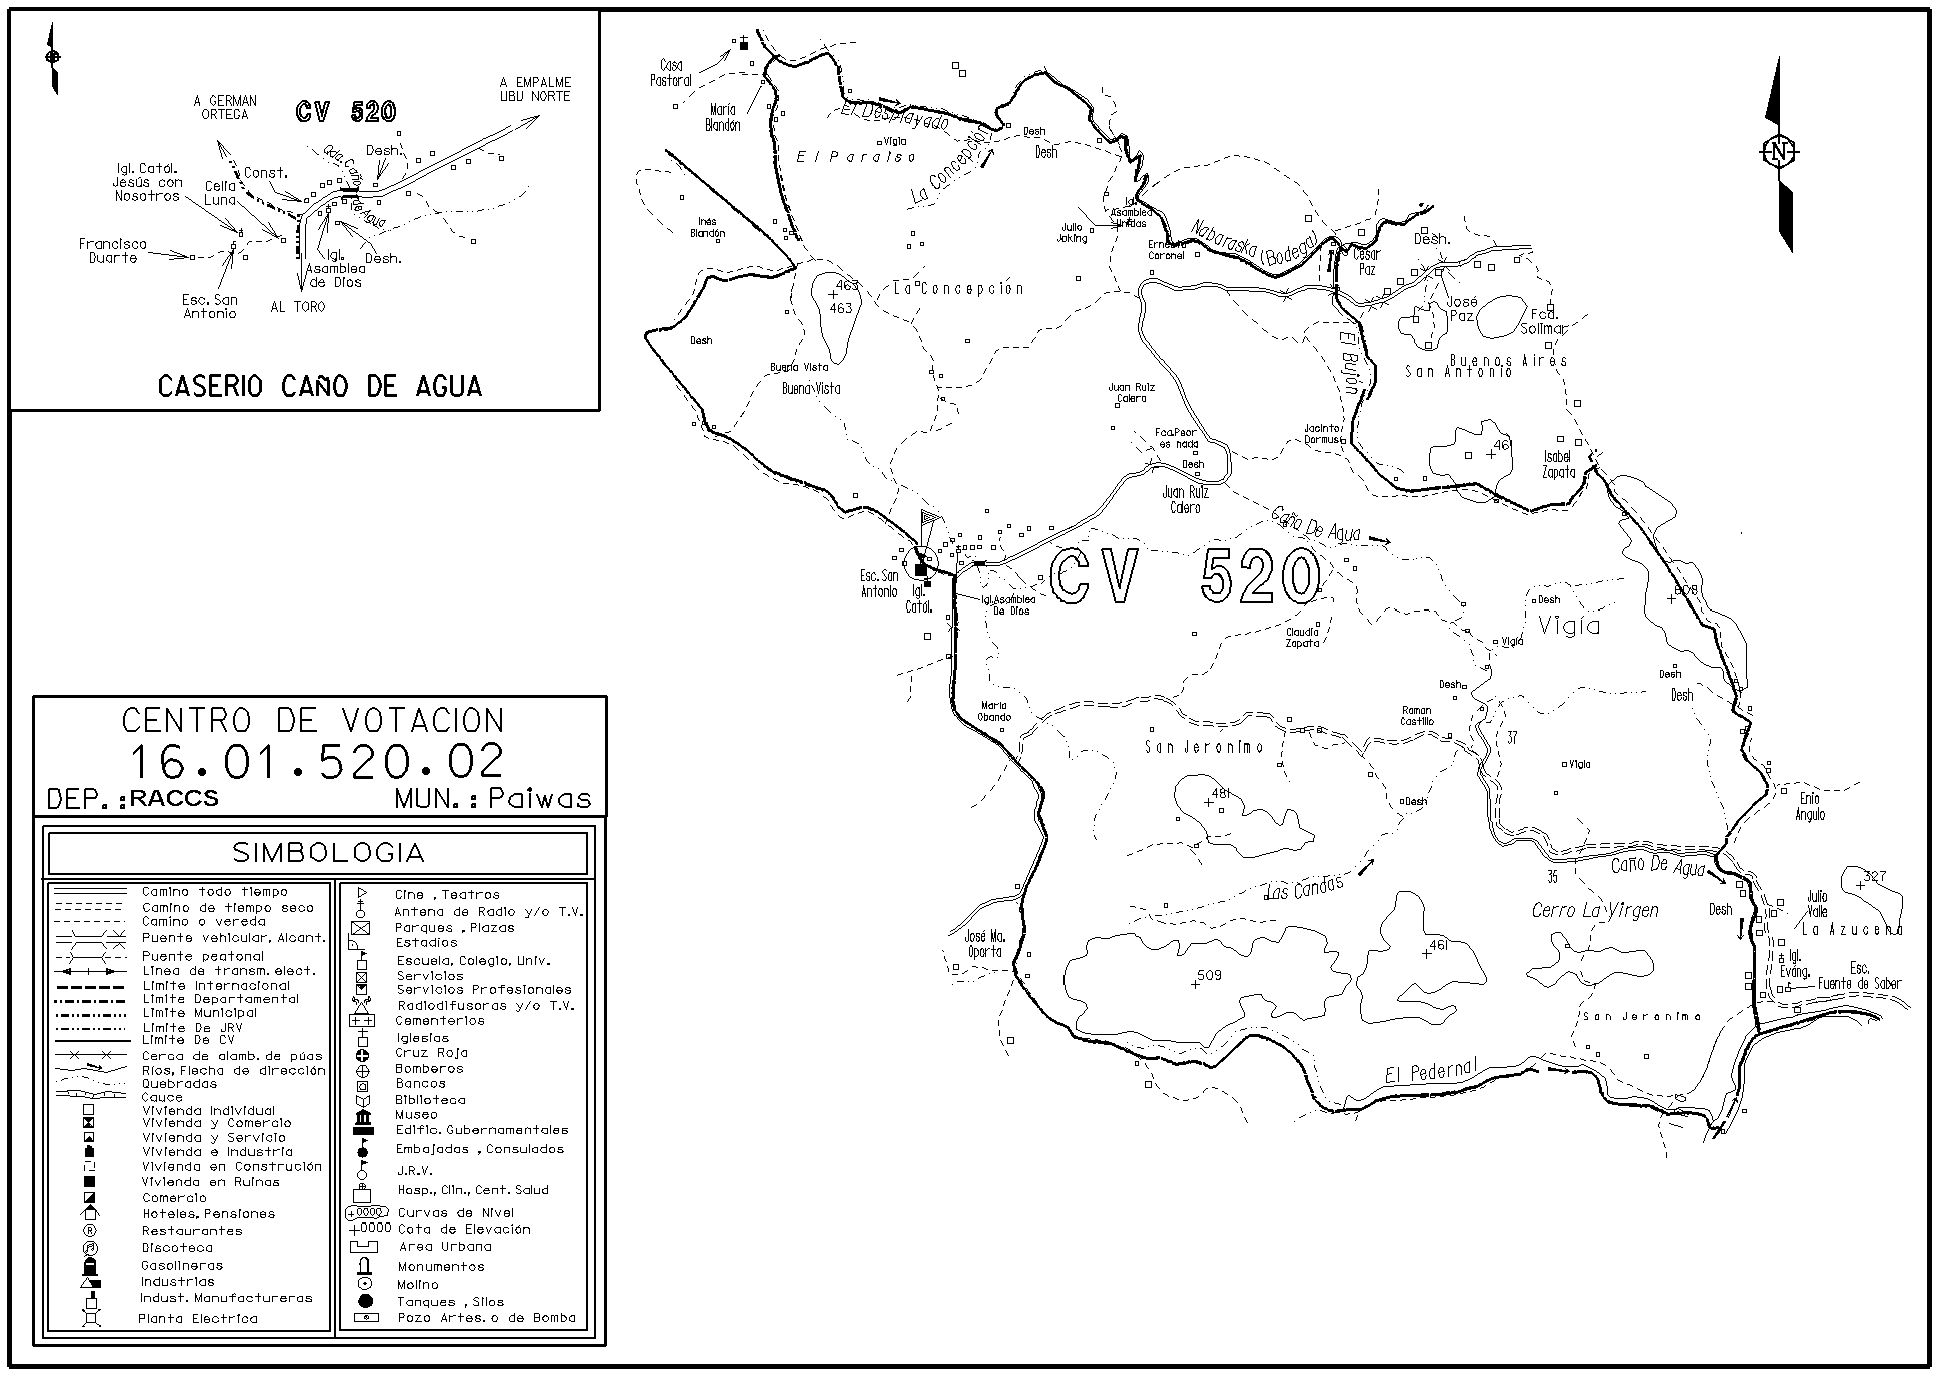 A EMPALME
UBU NORTE
A GERMAN
ORTEGA
CV 520
Qda. Caño
de Agua
Desh.
Igl. Catól.
Jesús con
Nosotros
Const.
Celia
Luna
Francisco
Duarte
Igl.
Asamblea
de Dios
Desh.
Esc. San
Antonio
AL TORO
CASERIO CAÑO DE AGUA
CENTRO DE VOTACION
16.01.520.02
DEP.:RACCS MUN.: Paiwas
SIMBOLOGIA
Camino todo tiempo
Camino de tiempo seco
Camino o vereda
Puente vehicular, Alcant.
Puente peatonal
Linea de transm. elect.
Limite Internacional
Limite Departamental
Limite Municipal
Limite De JRV
Limite De CV
Cerca de alamb. de púas
Ríos, Flecha de dirección
Quebradas
Cauce
Vivienda Individual
Vivienda y Comercio
Vivienda y Servicio
Vivienda e Industria
Vivienda en Construción
Vivienda en Ruinas
Comercio
Hoteles, Pensiones
R
Restaurantes
Discoteca
Gasolineras
Industrias
Indust. Manufactureras
Planta Electrica
Cine , Teatros
Antena de Radio y/o T.V.
Parques , Plazas
Estadios
Escuela, Colegio, Univ.
Servicios
Servicios Profesionales
Radiodifusoras y/o T.V.
Cementerios
Iglesias
Cruz Roja
Bomberos
Bancos
Biblioteca
Museo
Edific. Gubernamentales
Embajadas , Consulados
J.R.V.
Hosp., Clin., Cent. Salud
0000
Curvas de Nivel
0000
Cota de Elevación
Area Urbana
Monumentos
Molino
Tanques , Silos
Pozo Artes. o de Bomba
N
Casa
Pastoral
María
Blandón
El Desplayado
Vigia
El Paraiso
La Concepción
Desh
Desh
Inés
Blandón
Julio
Joking
Igl.
Asamblea
Unidas
Ernesto
Coronel
Nabaraska (Bodega)
Cesar
Paz
Desh.
José
Paz
Fca.
Solimar
Buenos Aires
San Antonio
463
463
La Concepción
Desh
Buena Vista
Buena Vista
El Bujón
Juan Ruiz
Calero
Fca.Peor
es nada
Desh
Juan Ruiz
Calero
Jacinto
Dormus
461
Isabel
Zapata
Caño De Agua
CV 520
Esc. San
Antonio
Igl.
Catól.
Igl.Asamblea
De Dios
Claudia
Zapata
Desh
Vigía
Vigia
608
Desh
Desh
Desh
Maria
Obando
San Jeronimo
Raman
Castillo
37
Vigia
481
Desh
Enio
Angulo
Las Candas
Caño De Agua
35
Cerro La Virgen
Desh
Julio
Valle
327
La Azucena
José Ma.
Oporta
509
461
Igl.
Eváng.
Esc.
Fuente de Saber
San Jeronimo
El Pedernal